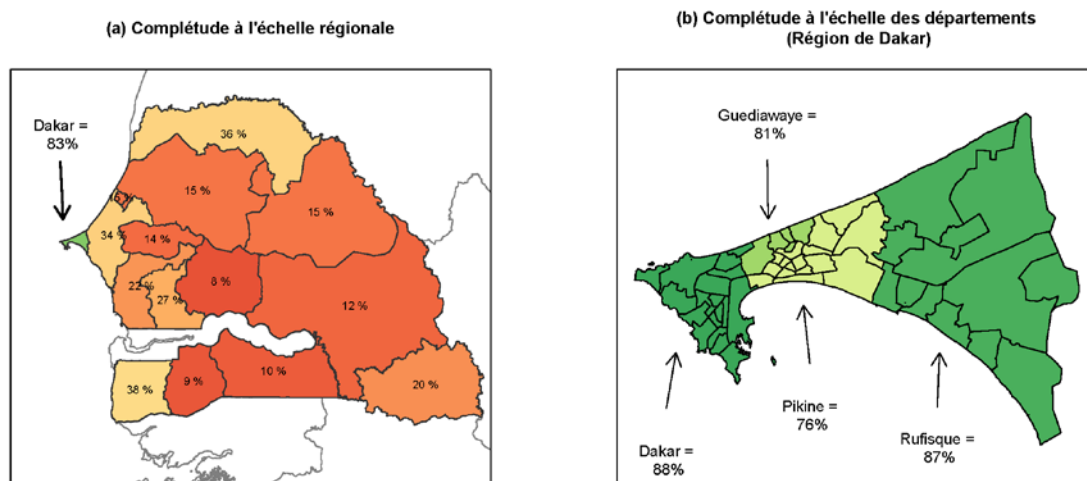 (a) Complétude à l'échelle régionale
(b) Complétude à l'échelle des départements
(Région de Dakar)
Dakar =
83%
36 %
15 %
15 %
34 %
14 %
8 %
22 %
27 %
12 %
38 %
9 %
10 %
20 %
Guediawaye =
81%
Pikine =
76%
Dakar =
88%
Rufisque =
87%